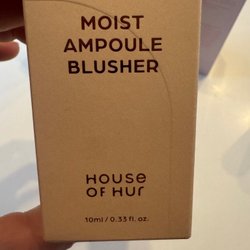 MOIST
AMPOULE
BLUSHER
HOUSE
OF HUR
10ml / 0.33 fl. oz.